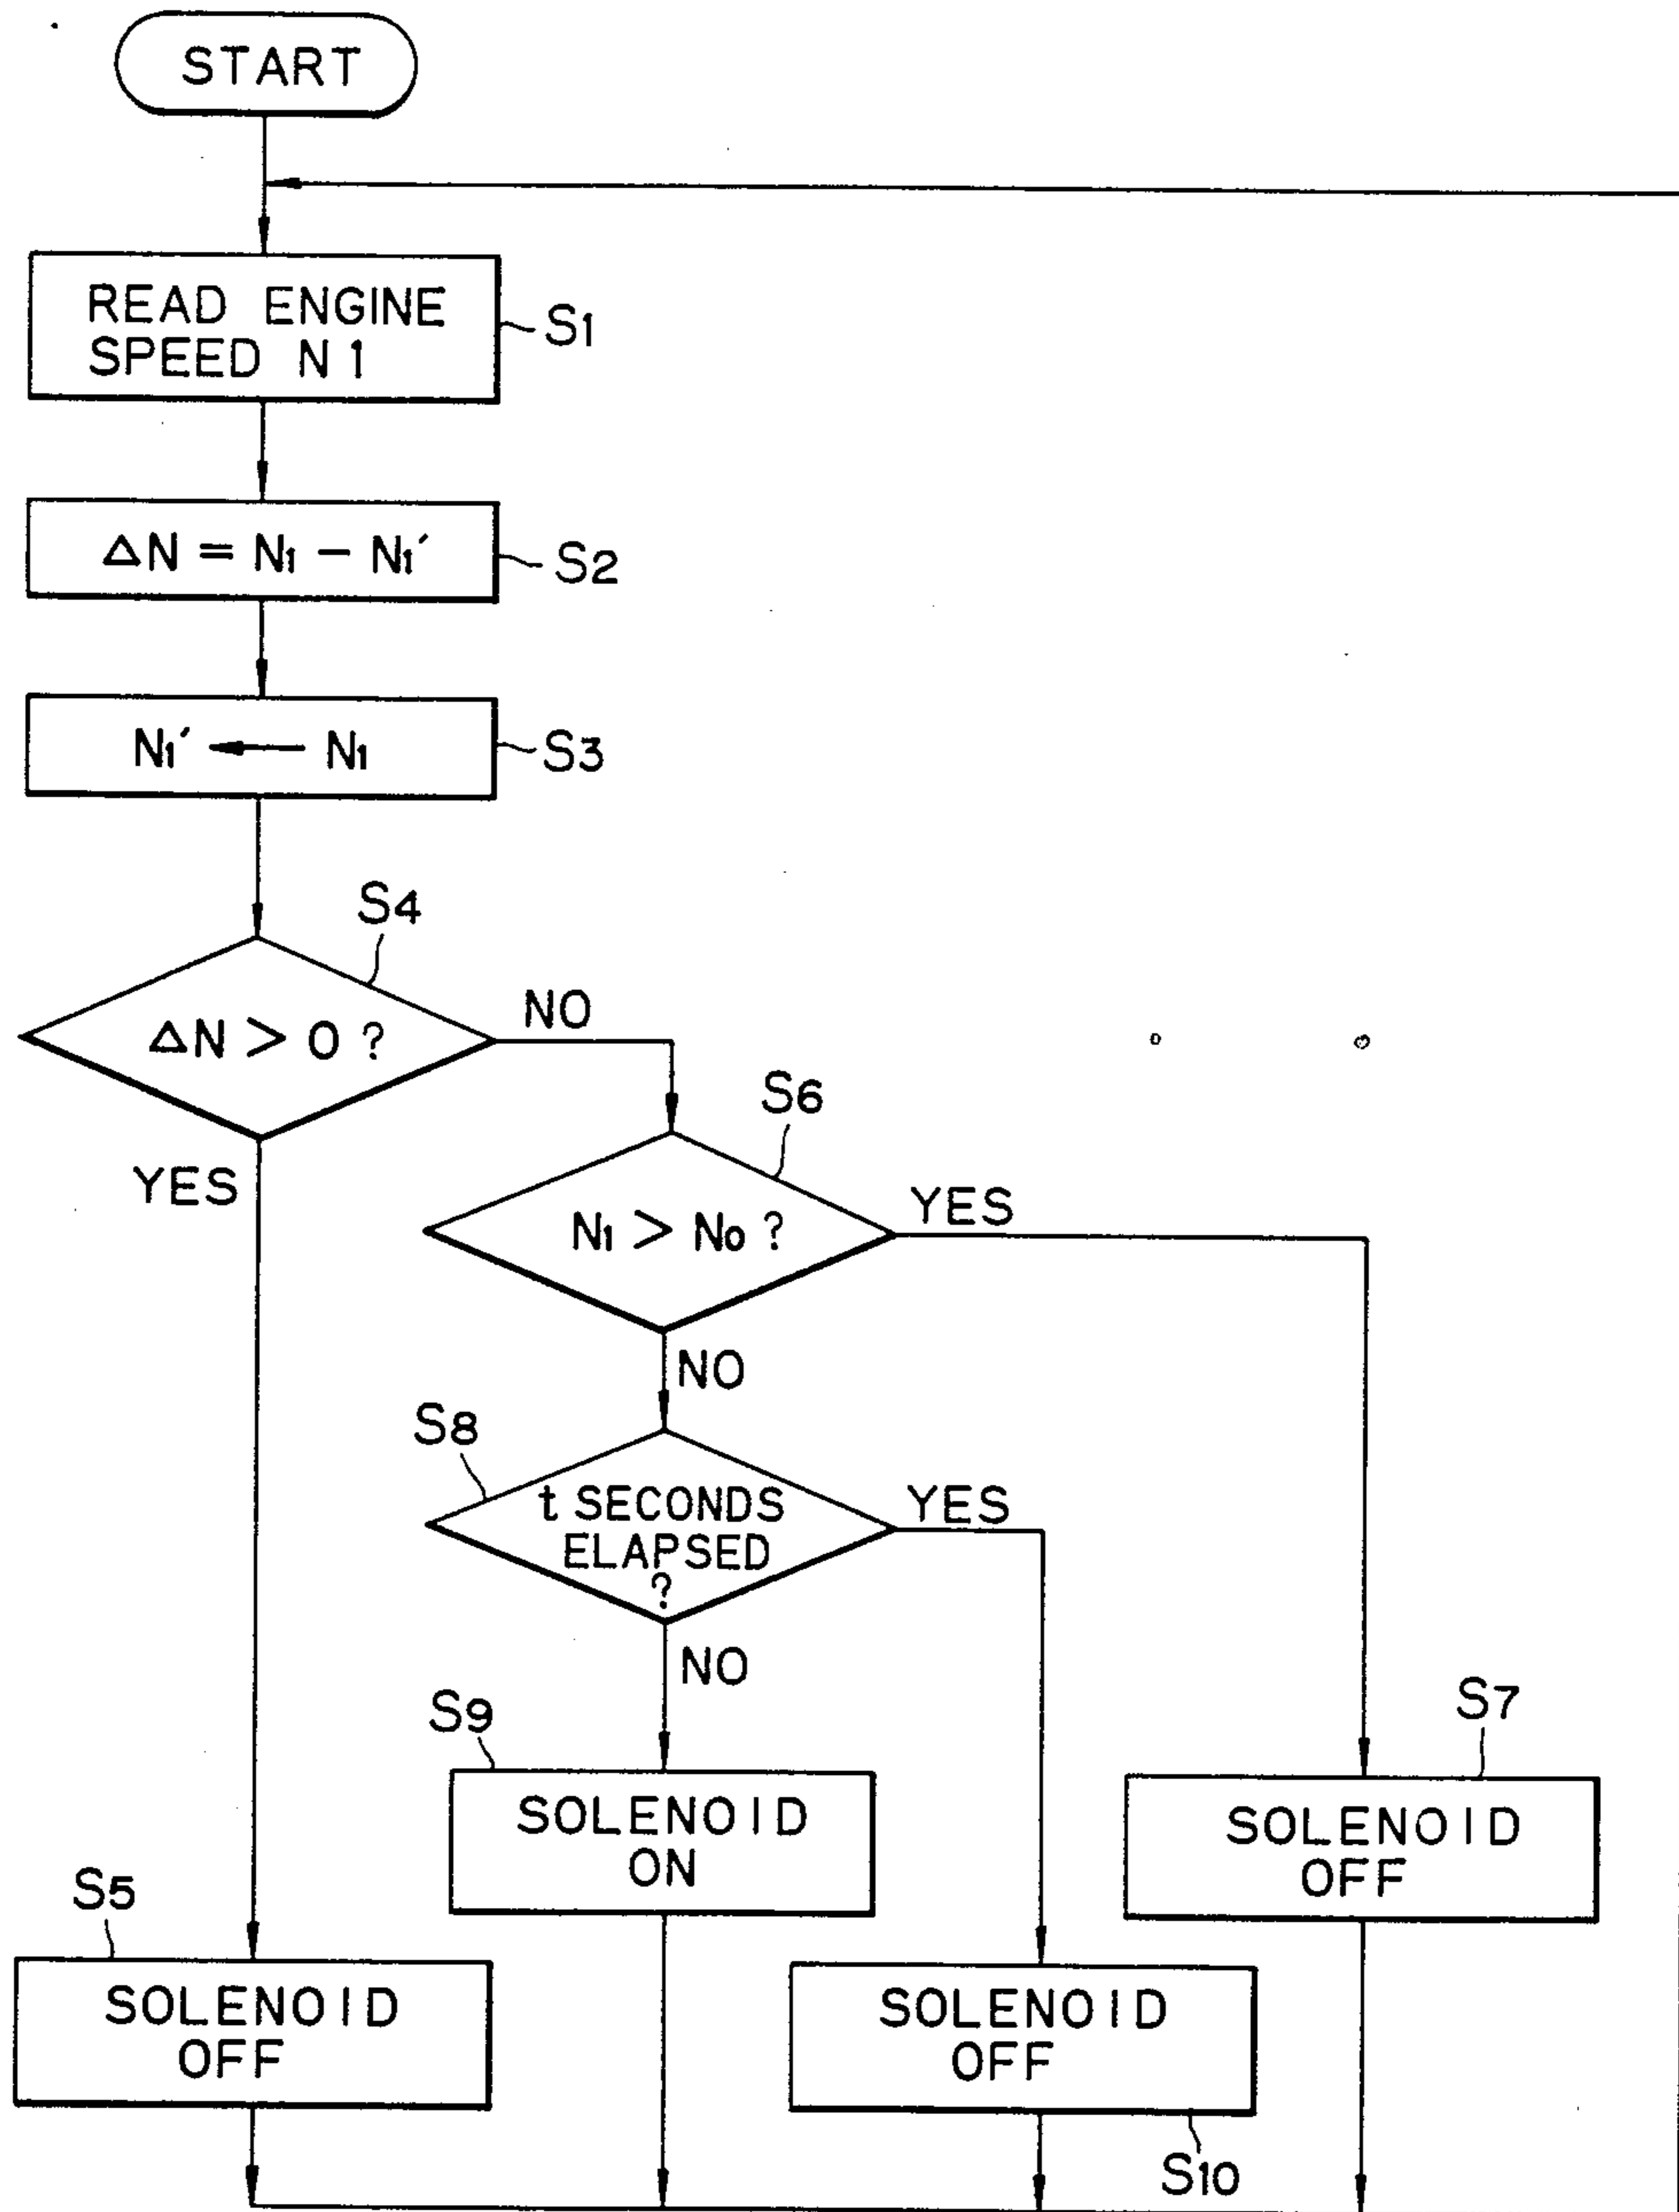 START
READ ENGINE
SPEED N1
S1
ΔN = N1 - N1′
S2
N1′ ← N1
S3
S4
ΔN > 0 ?
NO
YES
S6
N1 > N0 ?
YES
NO
S8
t SECONDS
ELAPSED
?
YES
NO
S9
SOLENOID
ON
S7
SOLENOID
OFF
S5
SOLENOID
OFF
SOLENOID
OFF
S10